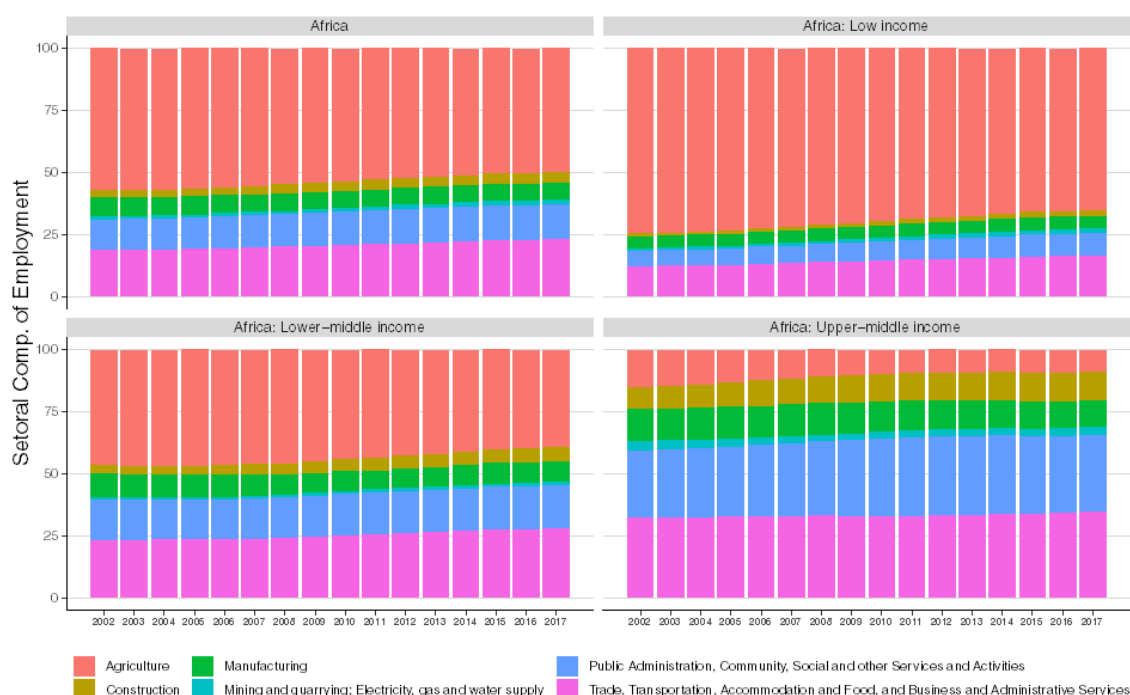 Africa
Africa: Low income
100
75
50
25
0
Setoral Comp. of Employment
Africa: Lower-middle income
Africa: Upper-middle income
100
75
50
25
0
2002 2003 2004 2005 2006 2007 2008 2009 2010 2011 2012 2013 2014 2015 2016 2017
2002 2003 2004 2005 2006 2007 2008 2009 2010 2011 2012 2013 2014 2015 2016 2017
Agriculture
Manufacturing
Public Administration, Community, Social and other Services and Activities
Construction
Mining and quarrying; Electricity, gas and water supply
Trade, Transportation, Accommodation and Food, and Business and Administrative Services